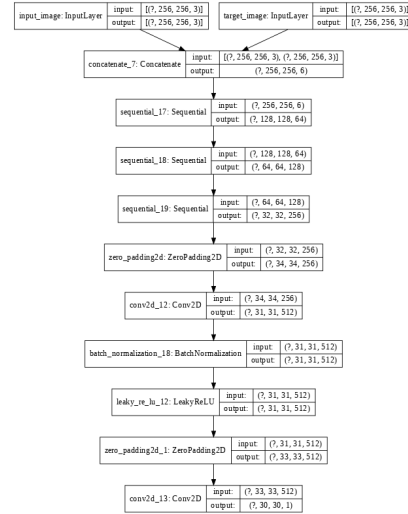 input_image: InputLayer input: [(?, 256, 256, 3)] output: [(?, 256, 256, 3)]
target_image: InputLayer input: [(?, 256, 256, 3)] output: [(?, 256, 256, 3)]
concatenate_7: Concatenate input: [(?, 256, 256, 3), (?, 256, 256, 3)] output: (?, 256, 256, 6)
sequential_17: Sequential input: (?, 256, 256, 6) output: (?, 128, 128, 64)
sequential_18: Sequential input: (?, 128, 128, 64) output: (?, 64, 64, 128)
sequential_19: Sequential input: (?, 64, 64, 128) output: (?, 32, 32, 256)
zero_padding2d: ZeroPadding2D input: (?, 32, 32, 256) output: (?, 34, 34, 256)
conv2d_12: Conv2D input: (?, 34, 34, 256) output: (?, 31, 31, 512)
batch_normalization_18: BatchNormalization input: (?, 31, 31, 512) output: (?, 31, 31, 512)
leaky_re_lu_12: LeakyReLU input: (?, 31, 31, 512) output: (?, 31, 31, 512)
zero_padding2d_1: ZeroPadding2D input: (?, 31, 31, 512) output: (?, 33, 33, 512)
conv2d_13: Conv2D input: (?, 33, 33, 512) output: (?, 30, 30, 1)